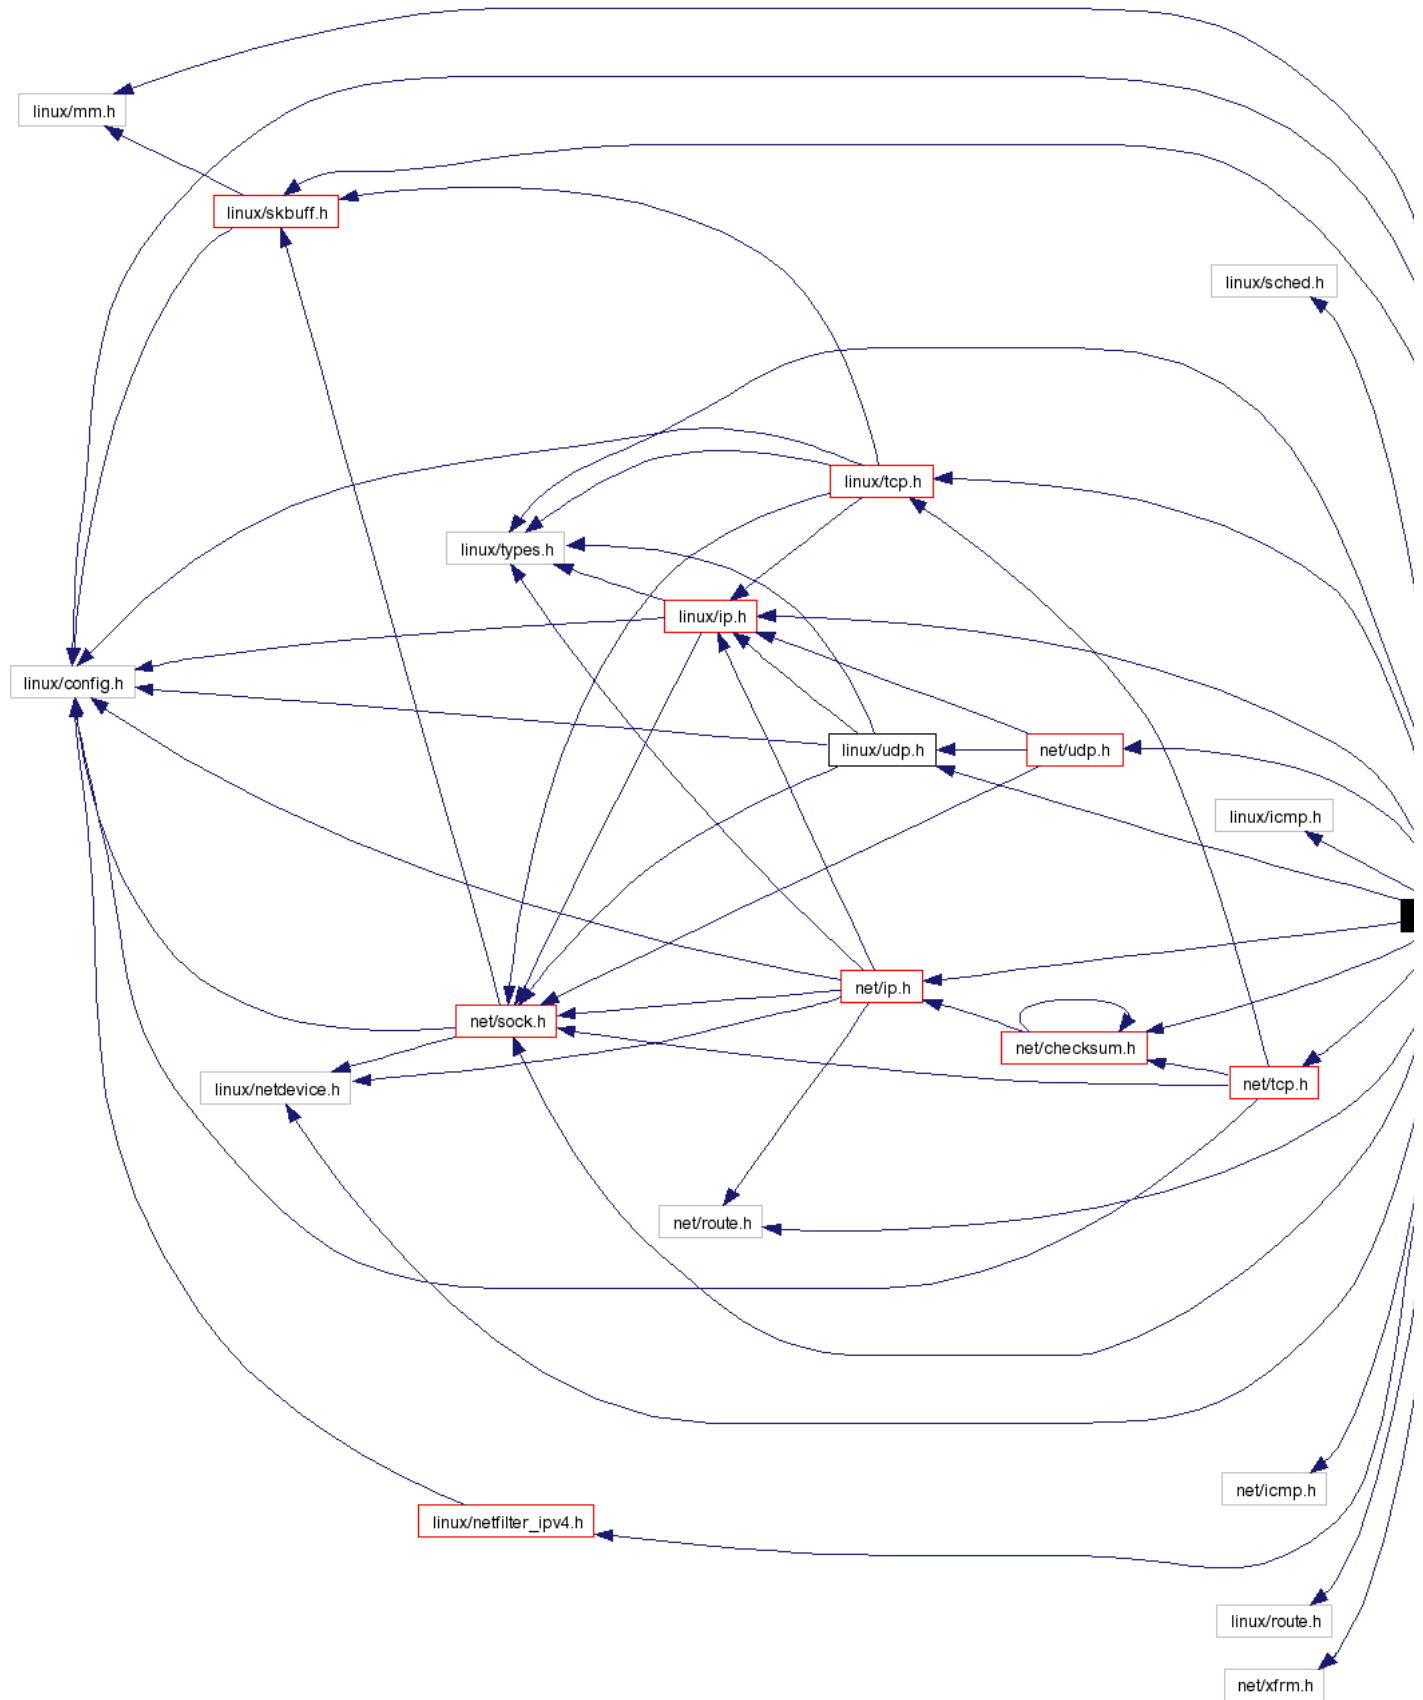 linux/mm.h
linux/skbuff.h
linux/sched.h
linux/tcp.h
linux/types.h
linux/ip.h
linux/config.h
linux/udp.h
net/udp.h
linux/icmp.h
net/ip.h
net/sock.h
net/checksum.h
net/tcp.h
linux/netdevice.h
net/route.h
net/icmp.h
linux/netfilter_ipv4.h
linux/route.h
net/xfrm.h